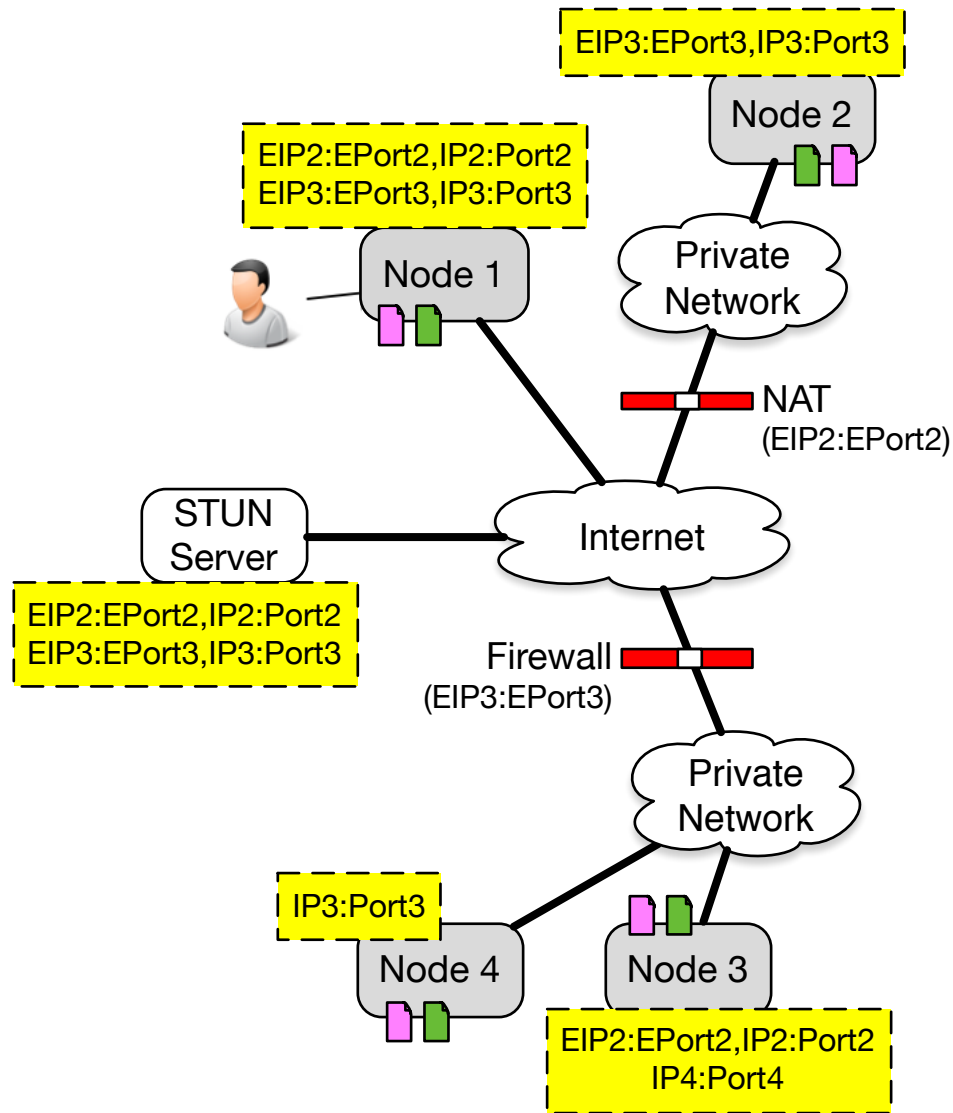 EIP3:EPort3,IP3:Port3
Node 2
EIP2:EPort2,IP2:Port2
EIP3:EPort3,IP3:Port3
Node 1
Private
Network
NAT
(EIP2:EPort2)
STUN
Server
Internet
EIP2:EPort2,IP2:Port2
EIP3:EPort3,IP3:Port3
Firewall
(EIP3:EPort3)
Private
Network
IP3:Port3
Node 4
Node 3
EIP2:EPort2,IP2:Port2
IP4:Port4